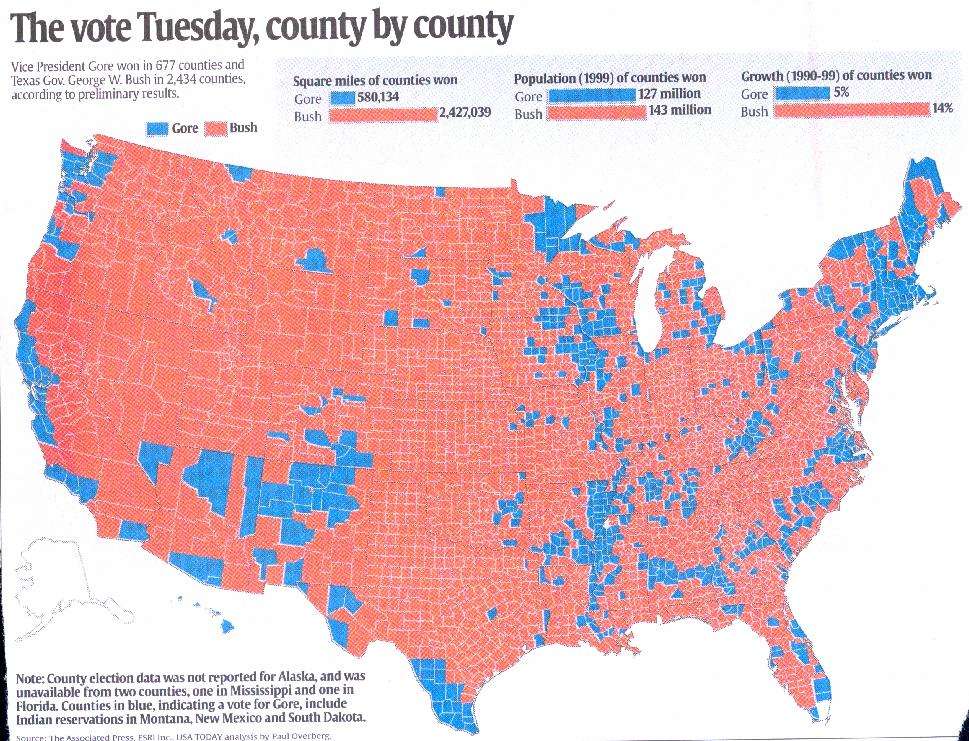 The vote Tuesday, county by county
Vice President Gore won in 677 counties and
Texas Gov. George W. Bush in 2,434 counties,
according to preliminary results.
Gore Bush
Square miles of counties won
Gore 580,134
Bush 2,427,039
Population (1999) of counties won
Gore 127 million
Bush 143 million
Growth (1990-99) of counties won
Gore 5%
Bush 14%
Note: County election data was not reported for Alaska, and was
unavailable from two counties, one in Mississippi and one in
Florida. Counties in blue, indicating a vote for Gore, include
Indian reservations in Montana, New Mexico and South Dakota.
Source: The Associated Press, ESRI Inc., USA TODAY analysis by Paul Overberg.